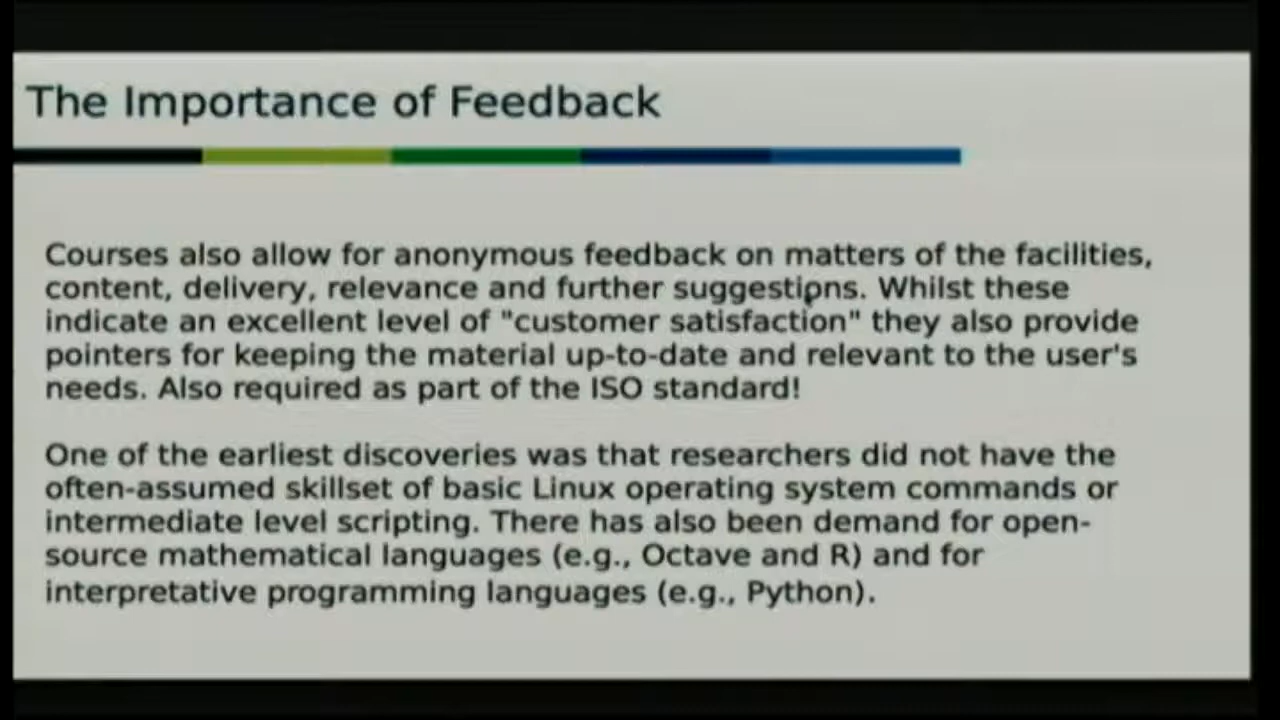 The Importance of Feedback
Courses also allow for anonymous feedback on matters of the facilities,
content, delivery, relevance and further suggestions. Whilst these
indicate an excellent level of "customer satisfaction" they also provide
pointers for keeping the material up-to-date and relevant to the user's
needs. Also required as part of the ISO standard!
One of the earliest discoveries was that researchers did not have the
often-assumed skillset of basic Linux operating system commands or
intermediate level scripting. There has also been demand for open-
source mathematical languages (e.g., Octave and R) and for
interpretative programming languages (e.g., Python).